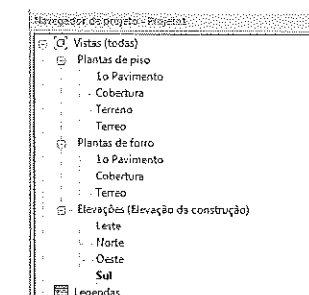 Navegador de projeto - Projeto1
Vistas (todas)
Plantas de piso
1o Pavimento
Cobertura
Terreno
Terreo
Plantas de forro
1o Pavimento
Cobertura
Terreo
Elevações (Elevação da construção)
Leste
Norte
Oeste
Sul
Legendas